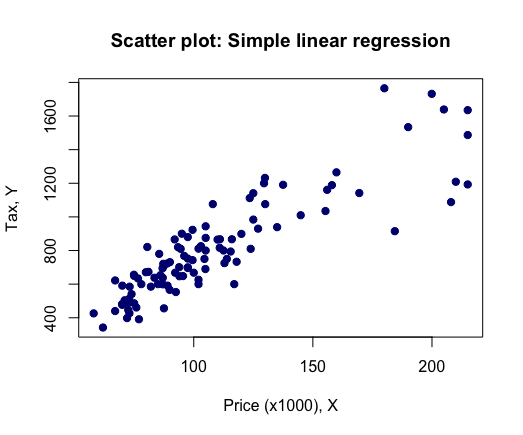 Scatter plot: Simple linear regression
Tax, Y
1600
1200
800
400
100 150 200
Price (x1000), X